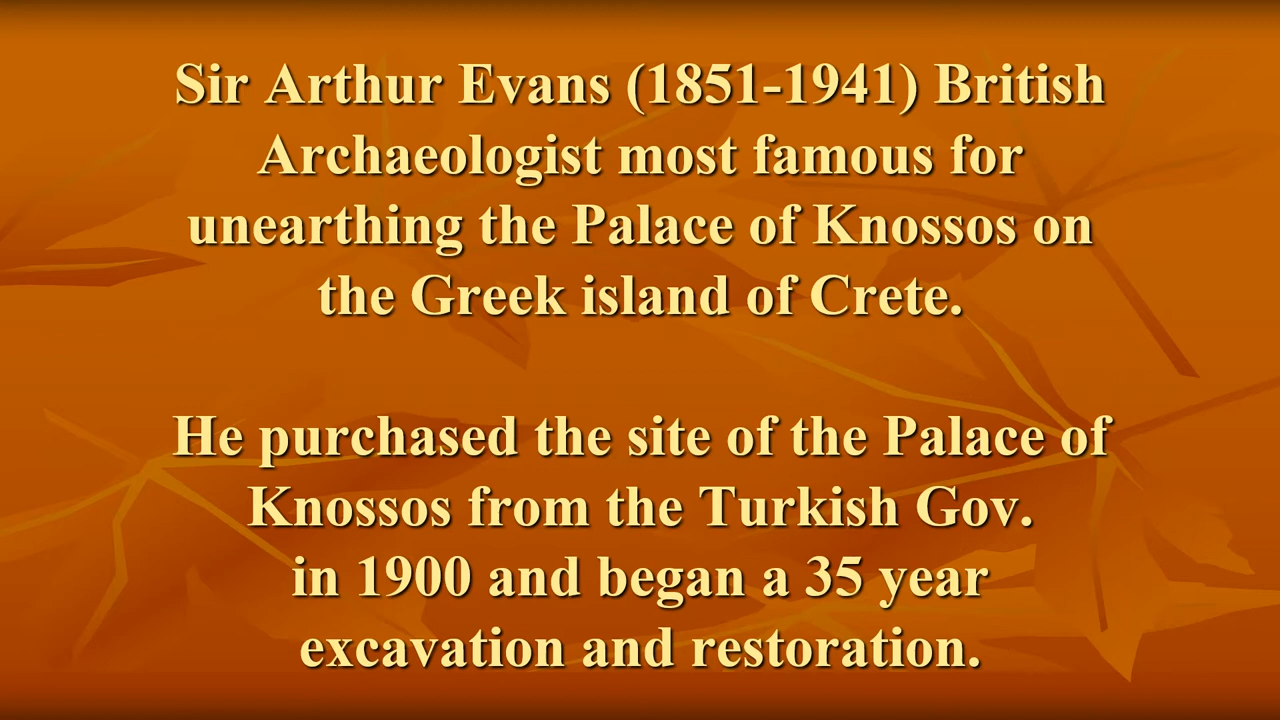 Sir Arthur Evans (1851-1941) British
Archaeologist most famous for
unearthing the Palace of Knossos on
the Greek island of Crete.
He purchased the site of the Palace of
Knossos from the Turkish Gov.
in 1900 and began a 35 year
excavation and restoration.